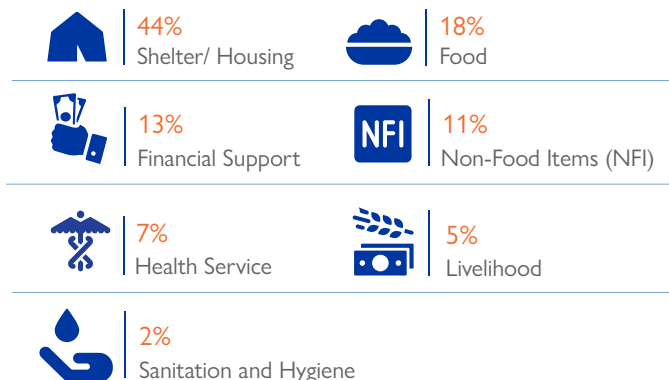 44%
Shelter/ Housing
18%
Food
13%
Financial Support
NFI
11%
Non-Food Items (NFI)
7%
Health Service
5%
Livelihood
2%
Sanitation and Hygiene